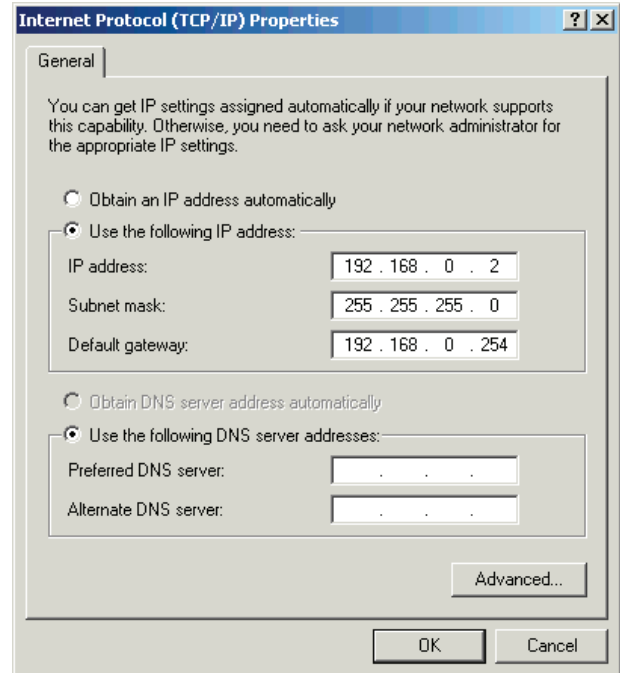 Internet Protocol (TCP/IP) Properties
General
You can get IP settings assigned automatically if your network supports
this capability. Otherwise, you need to ask your network administrator for
the appropriate IP settings.
Obtain an IP address automatically
Use the following IP address:
IP address: 192 . 168 . 0 . 2
Subnet mask: 255 . 255 . 255 . 0
Default gateway: 192 . 168 . 0 . 254
Obtain DNS server address automatically
Use the following DNS server addresses:
Preferred DNS server: . . .
Alternate DNS server: . . .
Advanced...
OK Cancel